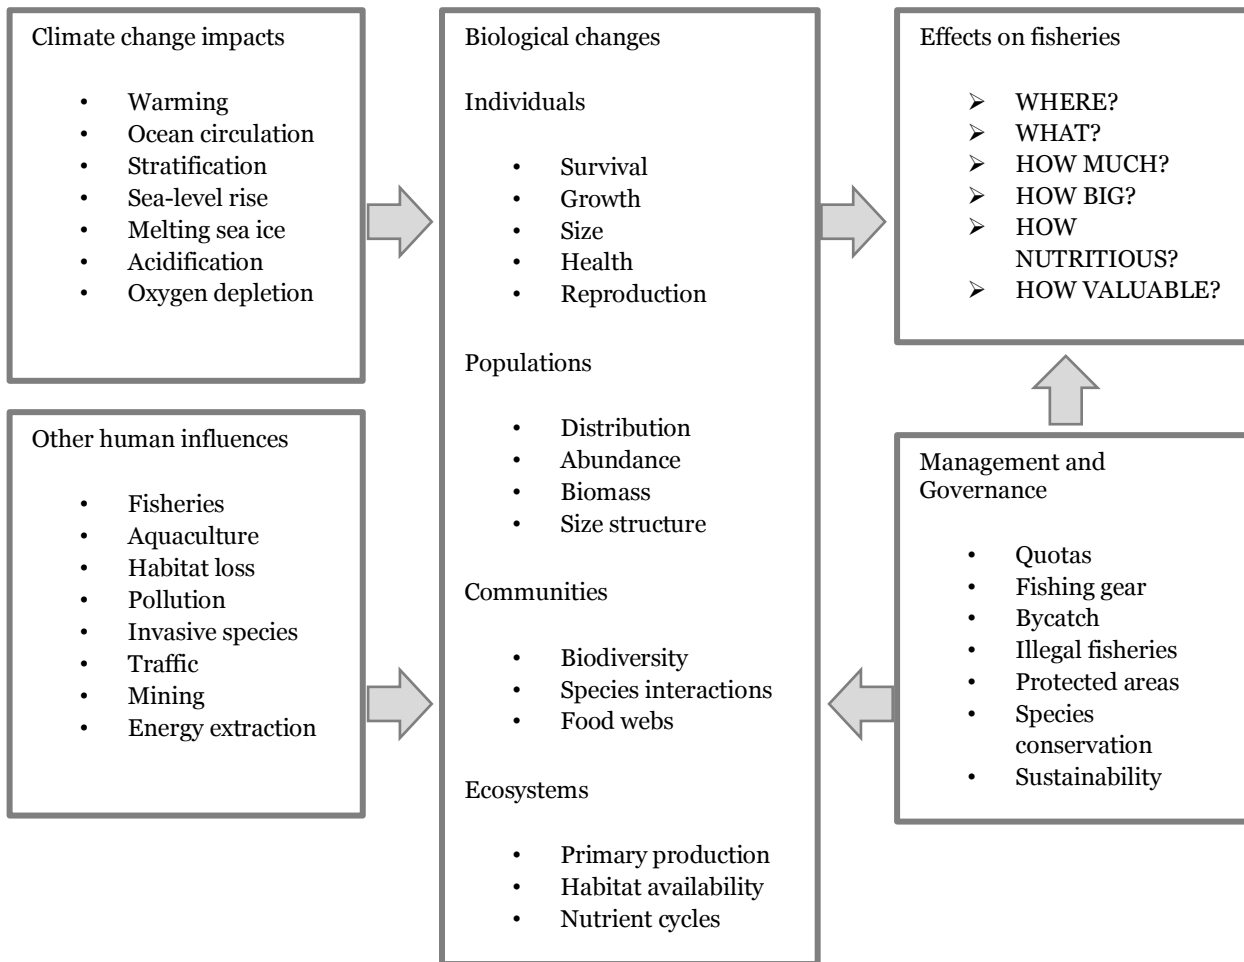 Climate change impacts
• Warming
• Ocean circulation
• Stratification
• Sea-level rise
• Melting sea ice
• Acidification
• Oxygen depletion
Other human influences
• Fisheries
• Aquaculture
• Habitat loss
• Pollution
• Invasive species
• Traffic
• Mining
• Energy extraction
Biological changes
Individuals
• Survival
• Growth
• Size
• Health
• Reproduction
Populations
• Distribution
• Abundance
• Biomass
• Size structure
Communities
• Biodiversity
• Species interactions
• Food webs
Ecosystems
• Primary production
• Habitat availability
• Nutrient cycles
Effects on fisheries
➢ WHERE?
➢ WHAT?
➢ HOW MUCH?
➢ HOW BIG?
➢ HOW
NUTRITIOUS?
➢ HOW VALUABLE?
Management and
Governance
• Quotas
• Fishing gear
• Bycatch
• Illegal fisheries
• Protected areas
• Species
conservation
• Sustainability